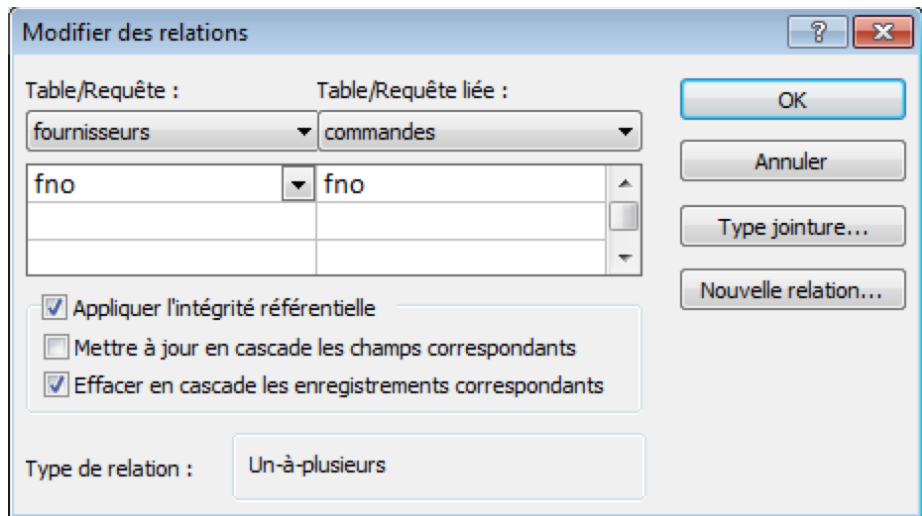 Modifier des relations
Table/Requête : Table/Requête liée :
fournisseurs commandes
fno fno
OK
Annuler
Type jointure...
Nouvelle relation...
Appliquer l'intégrité référentielle
Mettre à jour en cascade les champs correspondants
Effacer en cascade les enregistrements correspondants
Type de relation : Un-à-plusieurs